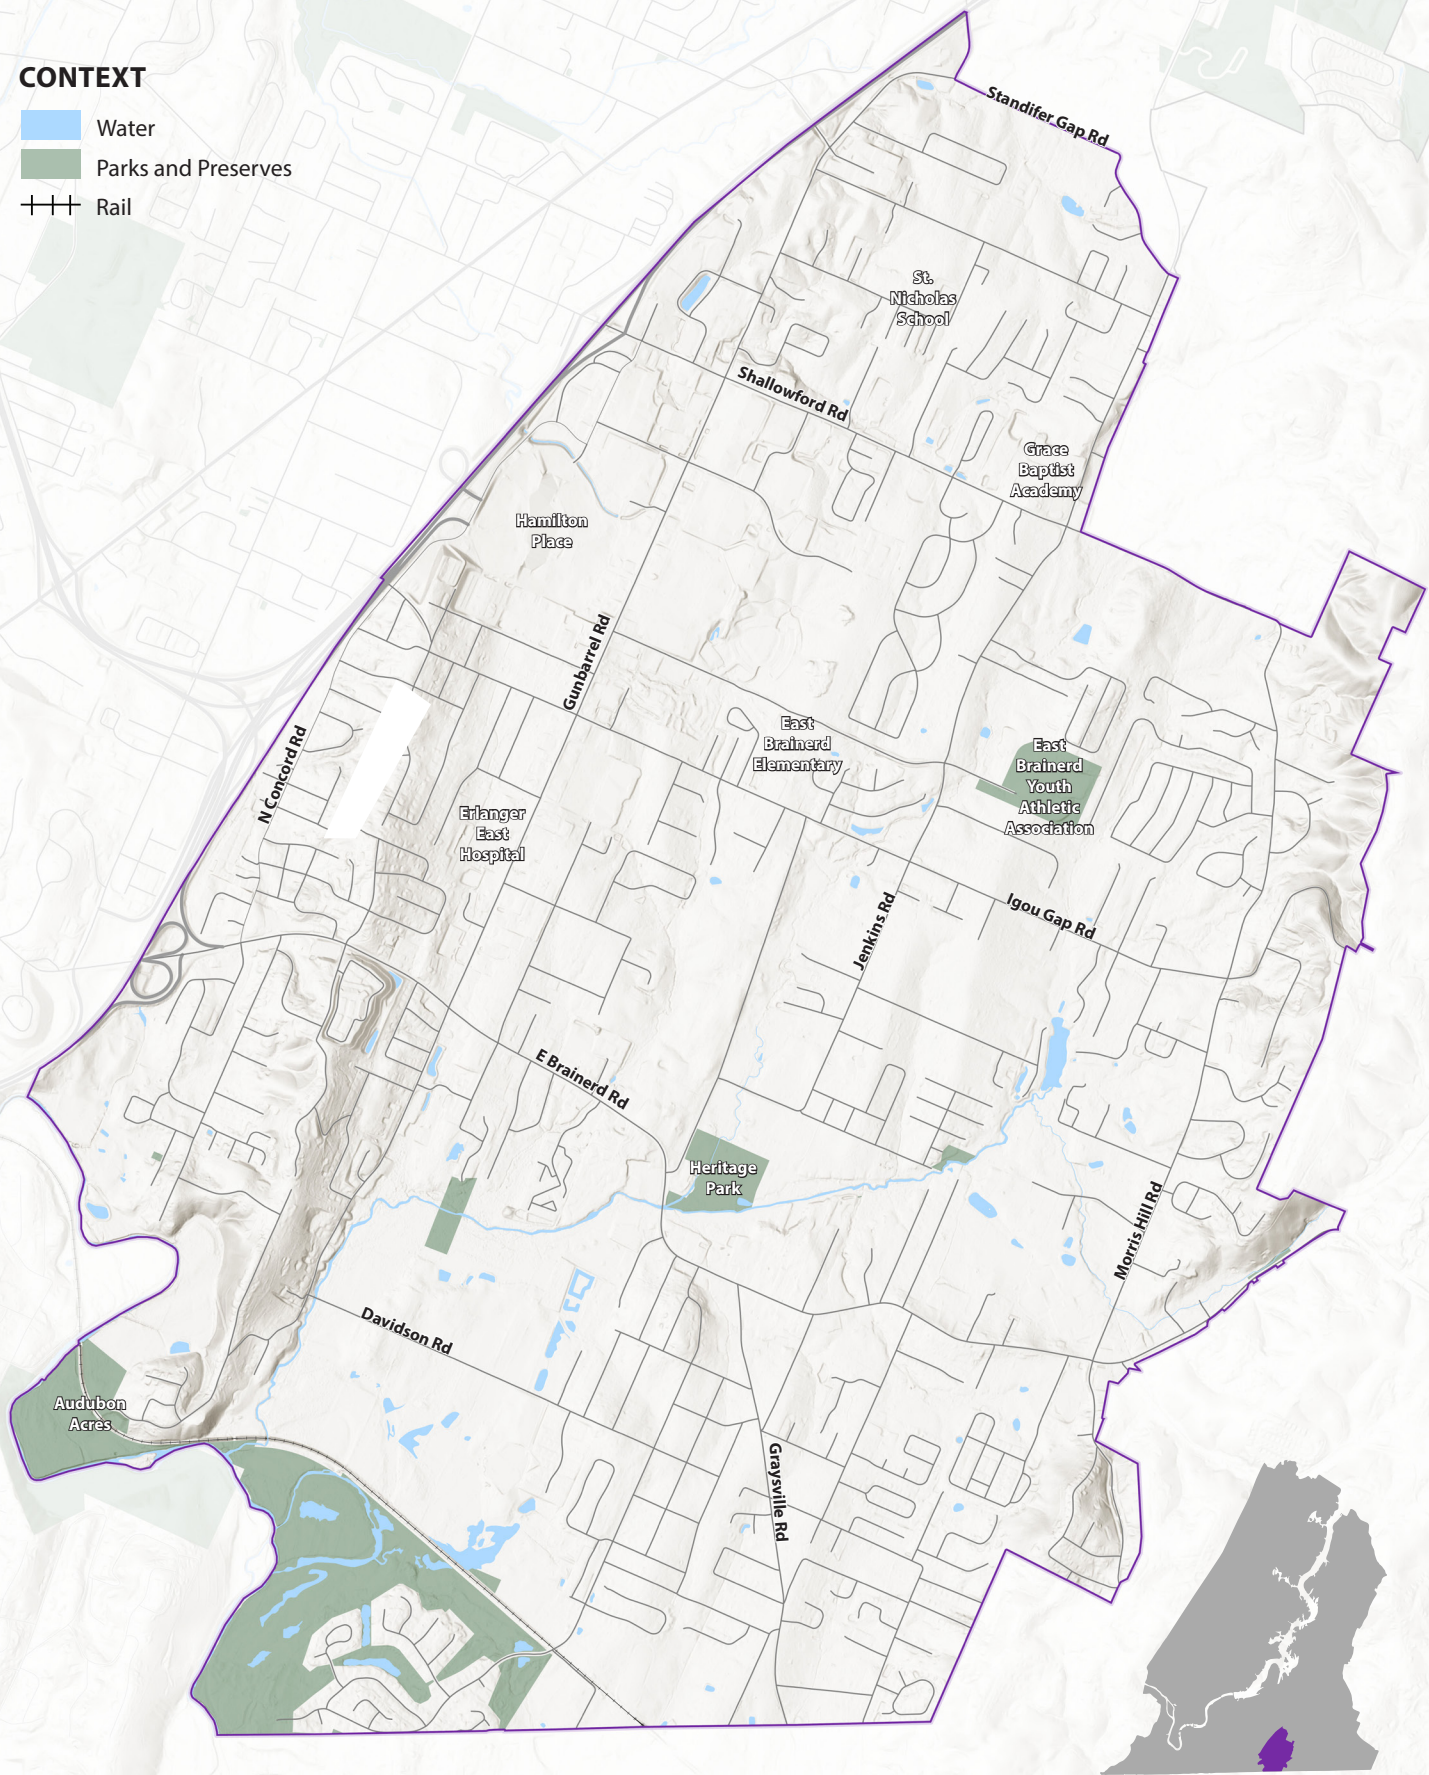 CONTEXT
Water
Parks and Preserves
Rail
Standifer Gap Rd
St.
Nicholas
School
Shallowford Rd
Grace
Baptist
Academy
Hamilton
Place
Gunbarrel Rd
N Concord Rd
East
Brainerd
Elementary
East
Brainerd
Youth
Athletic
Association
Erlanger
East
Hospital
Jenkins Rd
Igou Gap Rd
E Brainerd Rd
Heritage
Park
Morris Hill Rd
Davidson Rd
Audubon
Acres
Graysville Rd